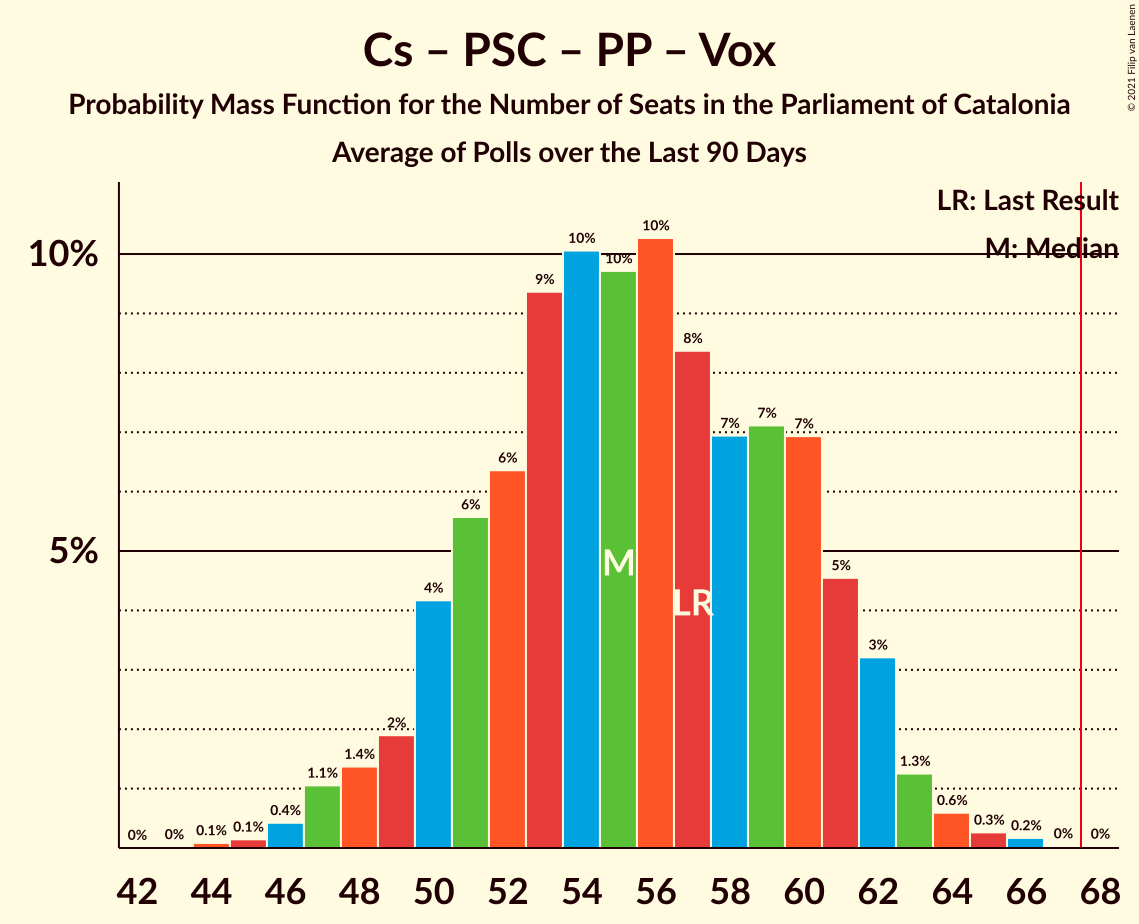 Cs – PSC – PP – Vox
Probability Mass Function for the Number of Seats in the Parliament of Catalonia
Average of Polls over the Last 90 Days
© 2021 Filip van Laenen
LR: Last Result
M: Median
10%
5%
0% 0% 0.1% 0.1% 0.4% 1.1% 1.4% 2% 4% 6% 6% 9% 10% 10% 10% 8% 7% 7% 7% 5% 3% 1.3% 0.6% 0.3% 0.2% 0% 0%
M
LR
42 44 46 48 50 52 54 56 58 60 62 64 66 68